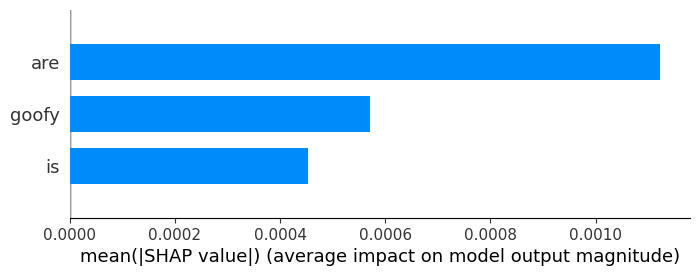 are
goofy
is
0.0000 0.0002 0.0004 0.0006 0.0008 0.0010
mean(|SHAP value|) (average impact on model output magnitude)